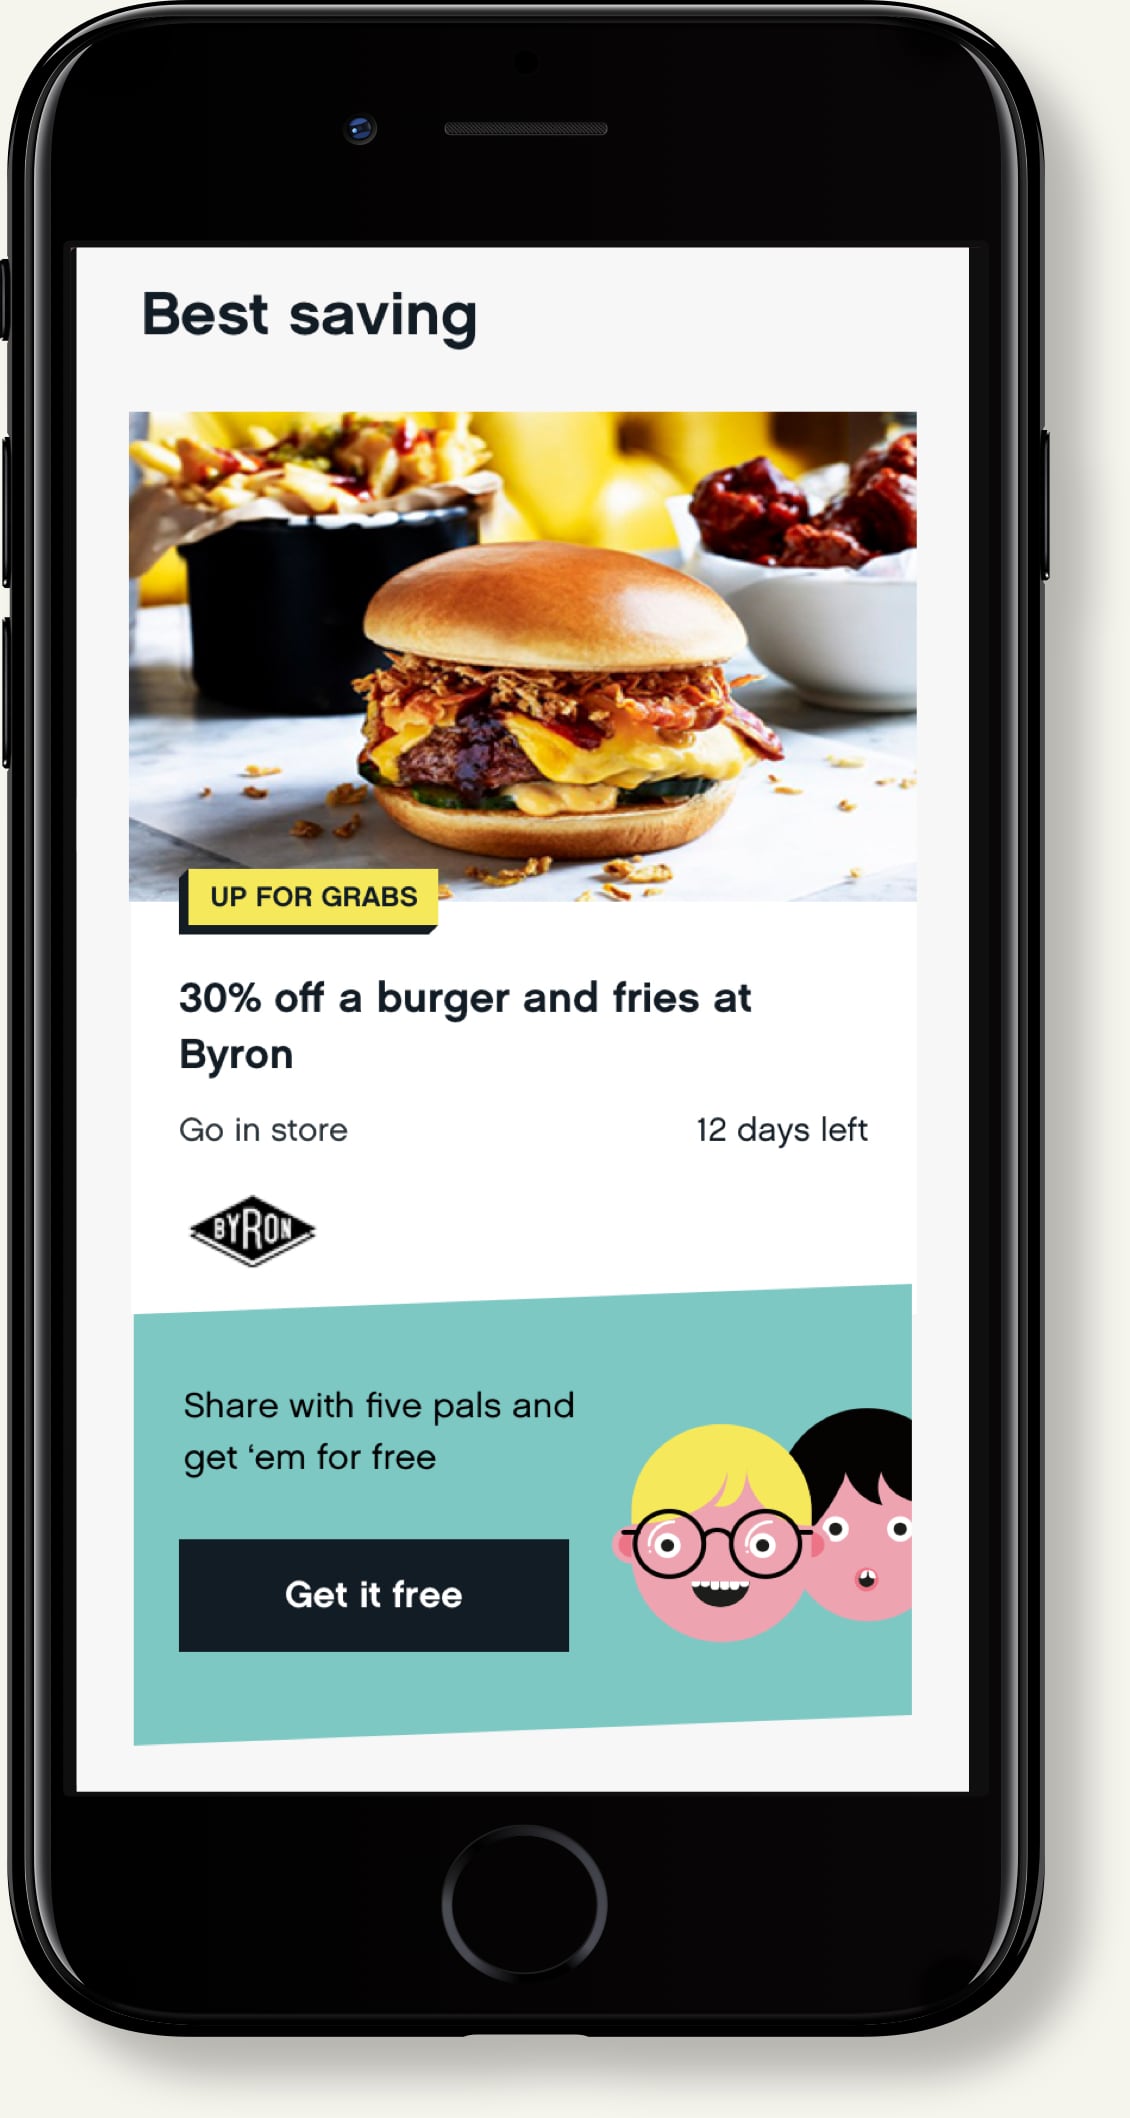 Best saving
UP FOR GRABS
30% off a burger and fries at
Byron
Go in store
12 days left
BYRON
Share with five pals and
get ‘em for free
Get it free